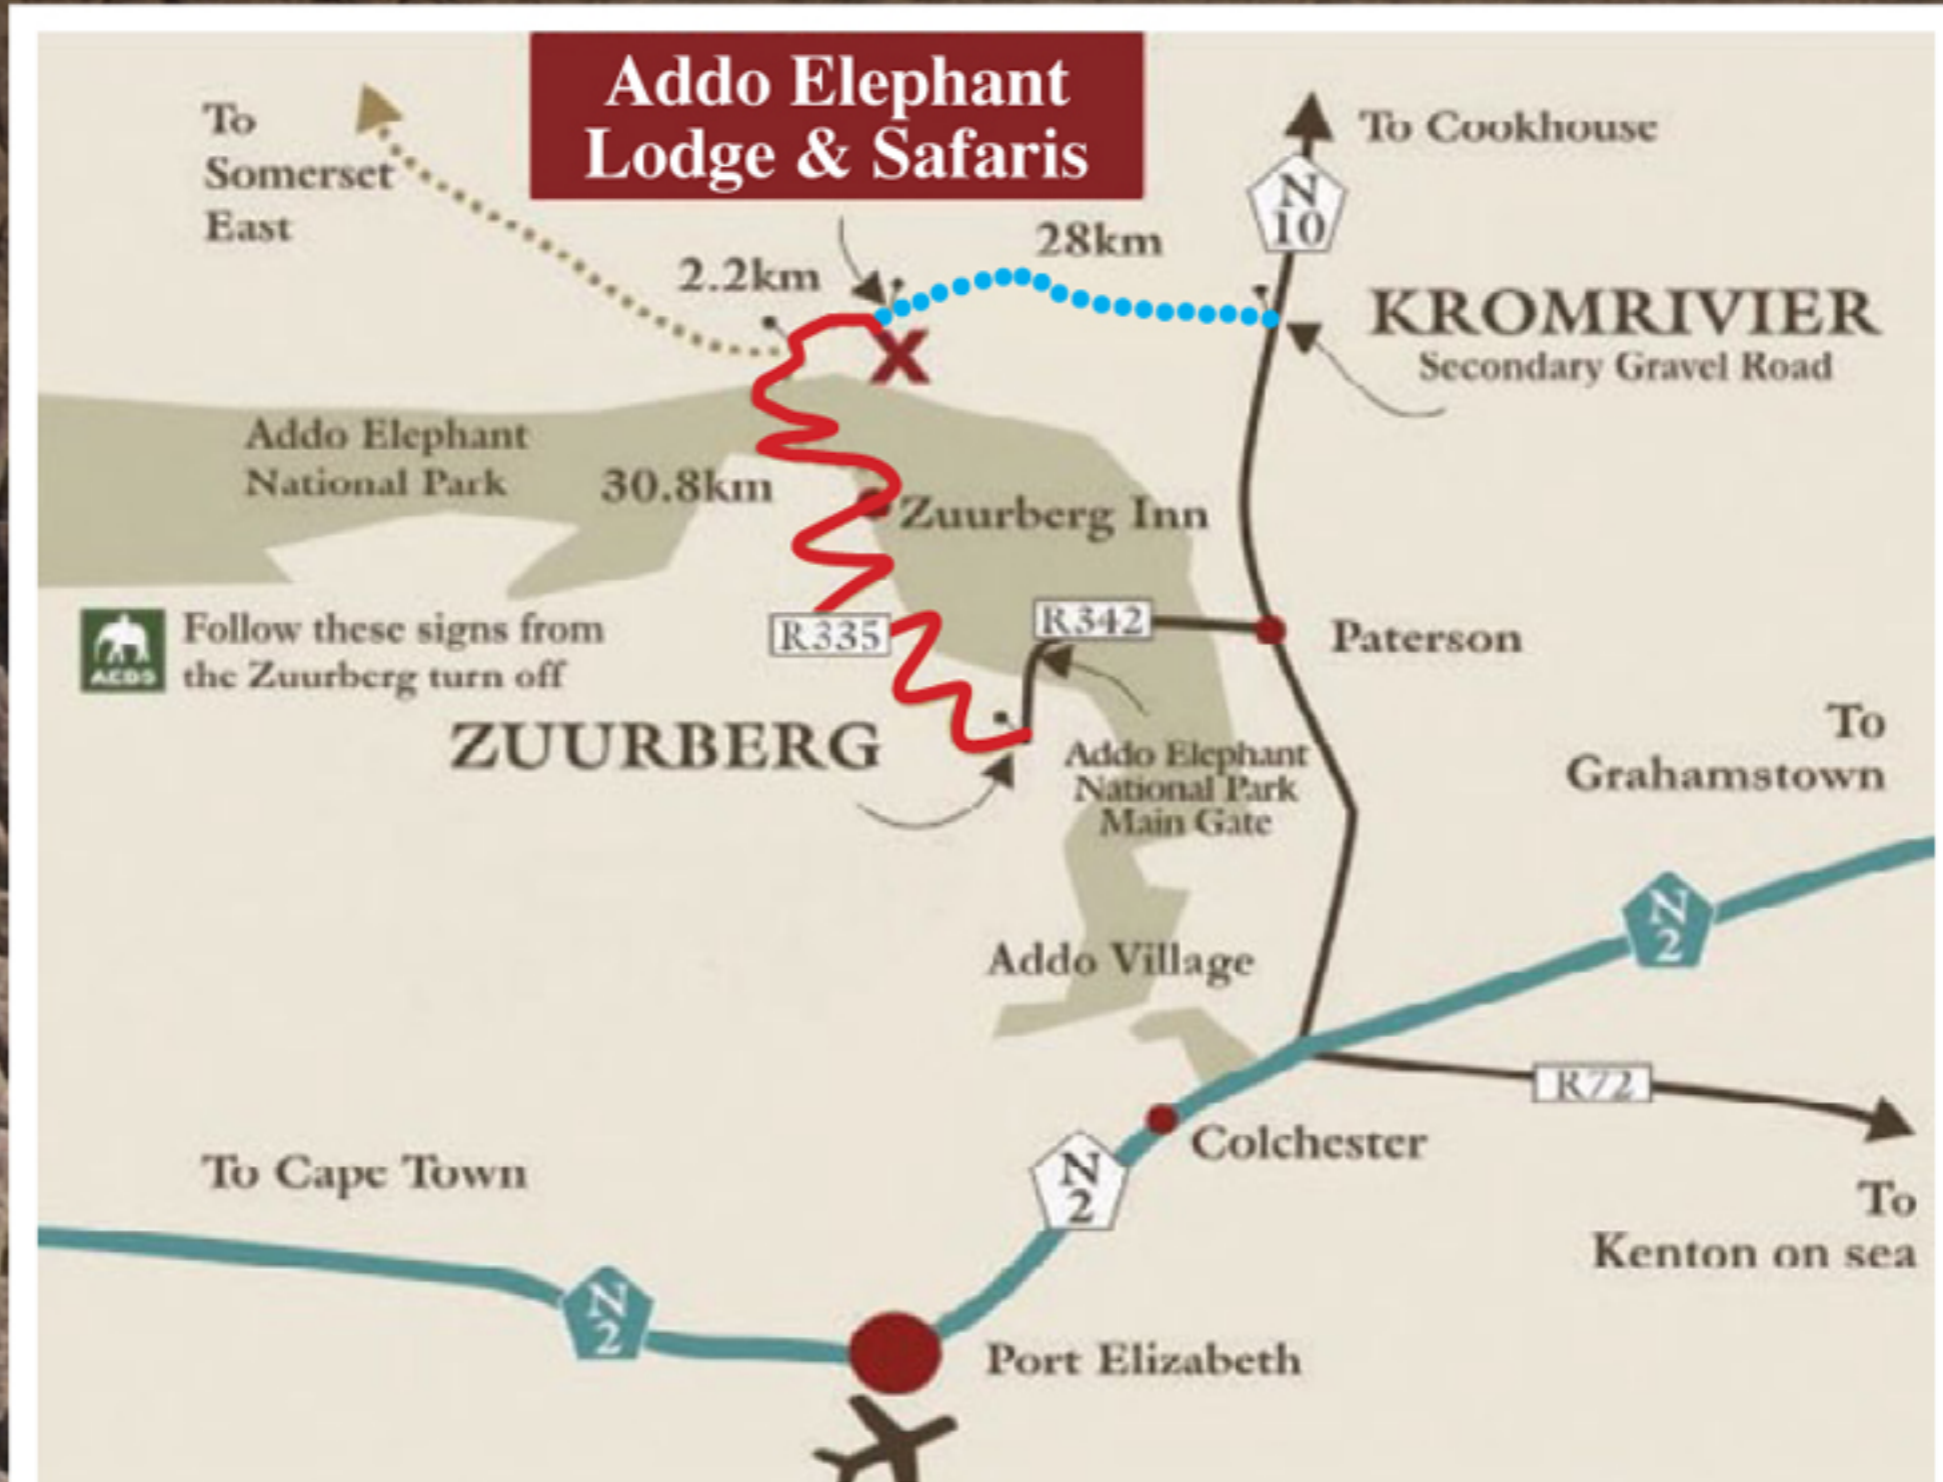 Addo Elephant
Lodge & Safaris
To
Somerset
East
To Cookhouse
N
10
28km
2.2km
KROMRIVIER
Secondary Gravel Road
Addo Elephant
National Park
30.8km
Zuurberg Inn
R342
R335
Follow these signs from
the Zuurberg turn off
AEBS
Paterson
ZUURBERG
Addo Elephant
National Park
Main Gate
To
Grahamstown
N
2
Addo Village
R72
Colchester
To Cape Town
N
2
To
Kenton on sea
N
2
Port Elizabeth